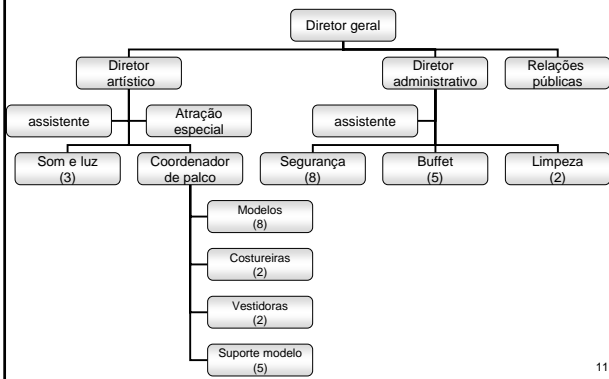 Diretor geral
Diretor
artístico
Diretor
administrativo
Relações
públicas
assistente
Atração
especial
assistente
Som e luz
(3)
Coordenador
de palco
Segurança
(8)
Buffet
(5)
Limpeza
(2)
Modelos
(8)
Costureiras
(2)
Vestidoras
(2)
Suporte modelo
(5)
11